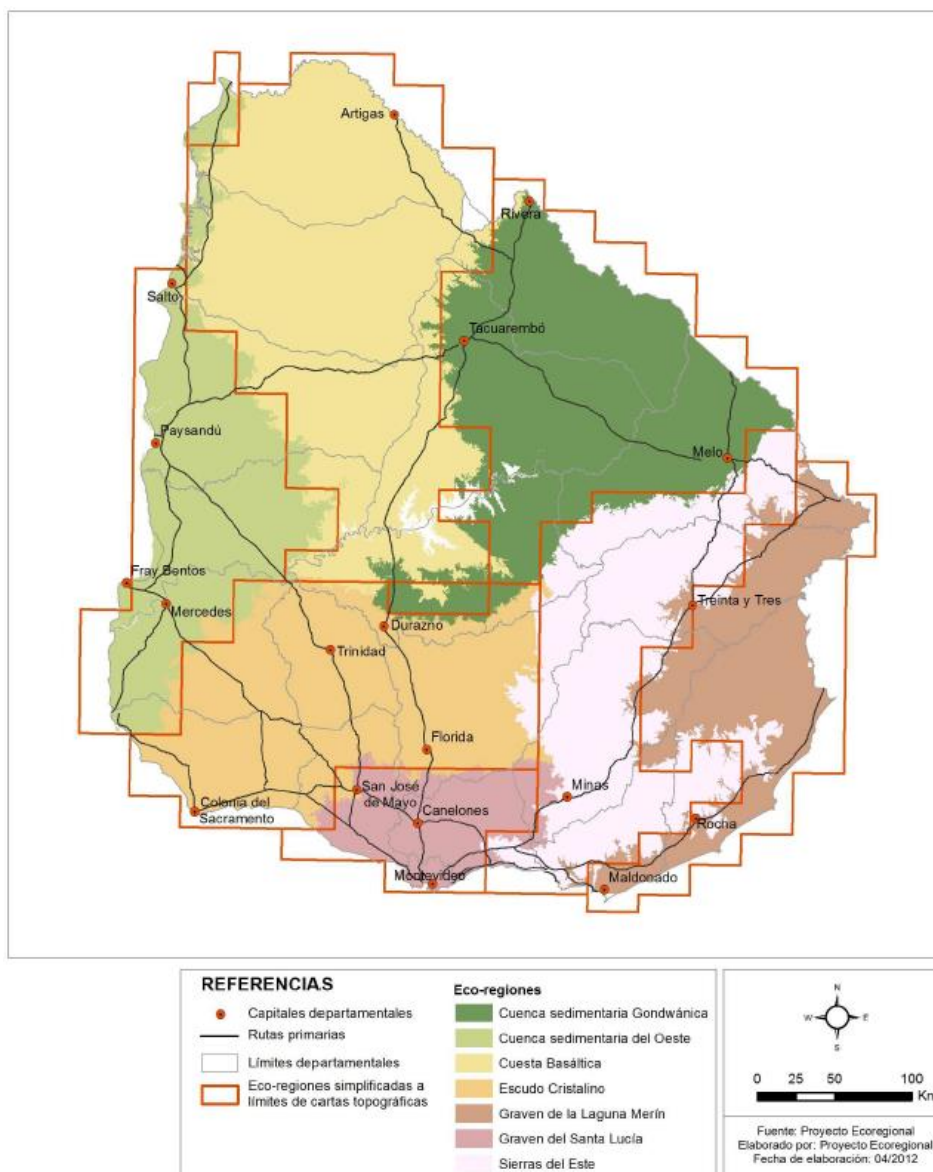 Artigas
Rivera
Salto
Tacuarembó
Paysandú
Melo
Fray Bentos
Mercedes
Treinta y Tres
Durazno
Trinidad
Florida
San José
de Mayo
Minas
Colonia del
Sacramento
Canelones
Rocha
Montevideo
Maldonado
REFERENCIAS
Capitales departamentales
Rutas primarias
Límites departamentales
Eco-regiones simplificadas a
límites de cartas topográficas
Eco-regiones
Cuenca sedimentaria Gondwánica
Cuenca sedimentaria del Oeste
Cuesta Basáltica
Escudo Cristalino
Graven de la Laguna Merín
Graven del Santa Lucía
Sierras del Este
N
W E
S
0 25 50 100
Km
Fuente: Proyecto Ecoregional
Elaborado por: Proyecto Ecoregional
Fecha de elaboración: 04/2012